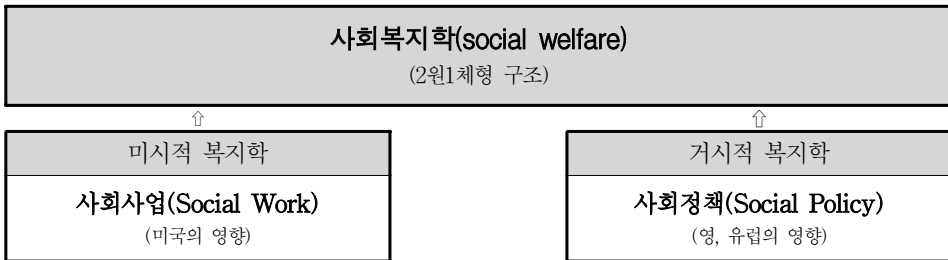 사회복지학(social welfare)
(2원1체형 구조)
⇧ ⇧
미시적 복지학
사회사업(Social Work)
(미국의 영향)
거시적 복지학
사회정책(Social Policy)
(영, 유럽의 영향)